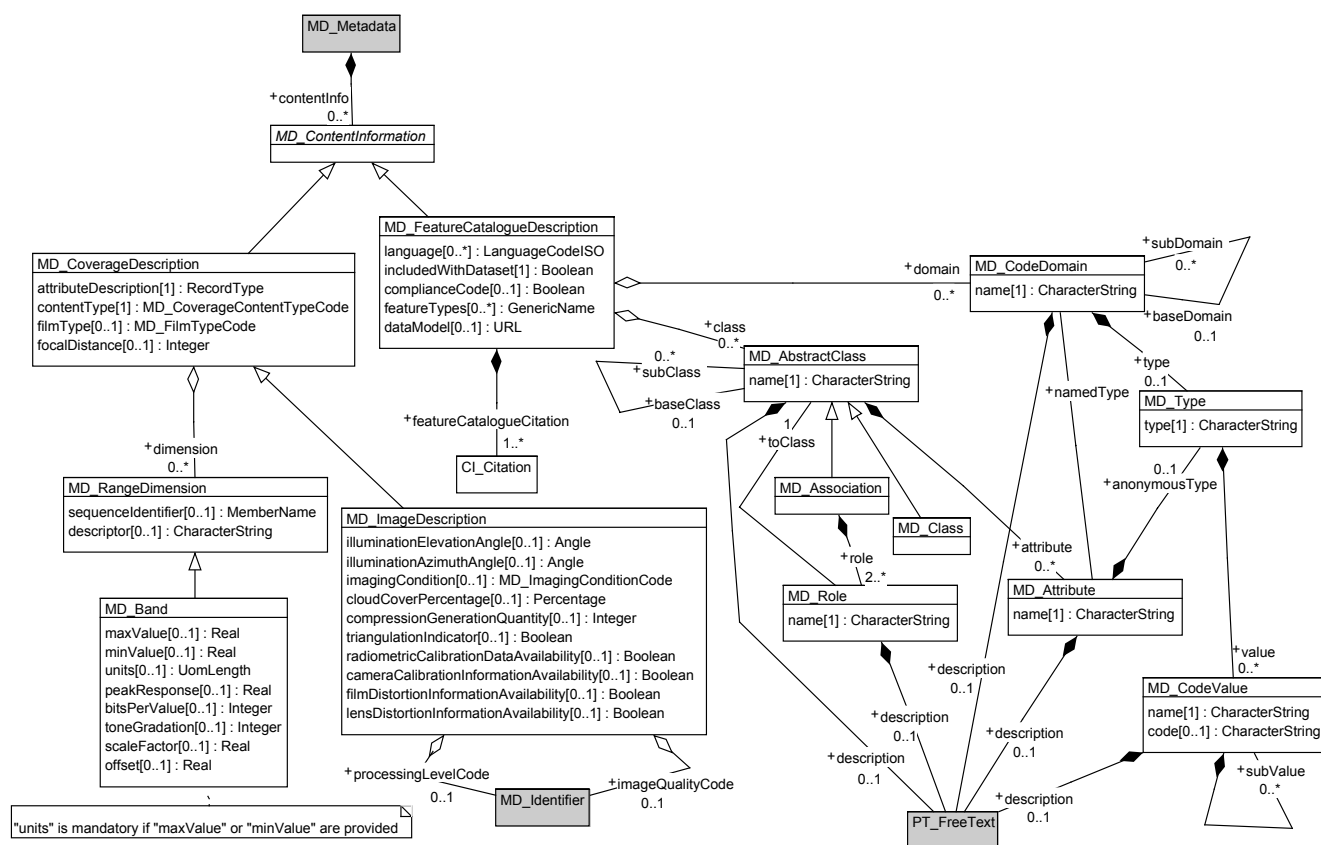 MD_Metadata
+contentInfo
0..*
MD_ContentInformation
MD_FeatureCatalogueDescription
language[0..*] : LanguageCodeISO
includedWithDataset[1] : Boolean
complianceCode[0..1] : Boolean
featureTypes[0..*] : GenericName
dataModel[0..1] : URL
MD_CoverageDescription
attributeDescription[1] : RecordType
contentType[1] : MD_CoverageContentTypeCode
filmType[0..1] : MD_FilmTypeCode
focalDistance[0..1] : Integer
+domain
0..*
MD_CodeDomain
name[1] : CharacterString
+subDomain
0..*
+baseDomain
0..1
+class
0..*
MD_AbstractClass
name[1] : CharacterString
0..*
+subClass
+baseClass
0..1
+type
0..1
+namedType
MD_Type
type[1] : CharacterString
+featureCatalogueCitation
1..*
CI_Citation
1
+toClass
0..1
+anonymousType
+dimension
0..*
MD_RangeDimension
sequenceIdentifier[0..1] : MemberName
descriptor[0..1] : CharacterString
MD_Association
MD_Class
+role
2..*
+attribute
0..*
MD_ImageDescription
illuminationElevationAngle[0..1] : Angle
illuminationAzimuthAngle[0..1] : Angle
imagingCondition[0..1] : MD_ImagingConditionCode
cloudCoverPercentage[0..1] : Percentage
compressionGenerationQuantity[0..1] : Integer
triangulationIndicator[0..1] : Boolean
radiometricCalibrationDataAvailability[0..1] : Boolean
cameraCalibrationInformationAvailability[0..1] : Boolean
filmDistortionInformationAvailability[0..1] : Boolean
lensDistortionInformationAvailability[0..1] : Boolean
MD_Role
name[1] : CharacterString
MD_Attribute
name[1] : CharacterString
MD_Band
maxValue[0..1] : Real
minValue[0..1] : Real
units[0..1] : UomLength
peakResponse[0..1] : Real
bitsPerValue[0..1] : Integer
toneGradation[0..1] : Integer
scaleFactor[0..1] : Real
offset[0..1] : Real
+value
0..*
+description
0..1
MD_CodeValue
name[1] : CharacterString
code[0..1] : CharacterString
+description
0..1
+description
0..1
+description
0..1
+processingLevelCode
0..1
MD_Identifier
+imageQualityCode
0..1
+subValue
0..*
+description
0..1
PT_FreeText
"units" is mandatory if "maxValue" or "minValue" are provided